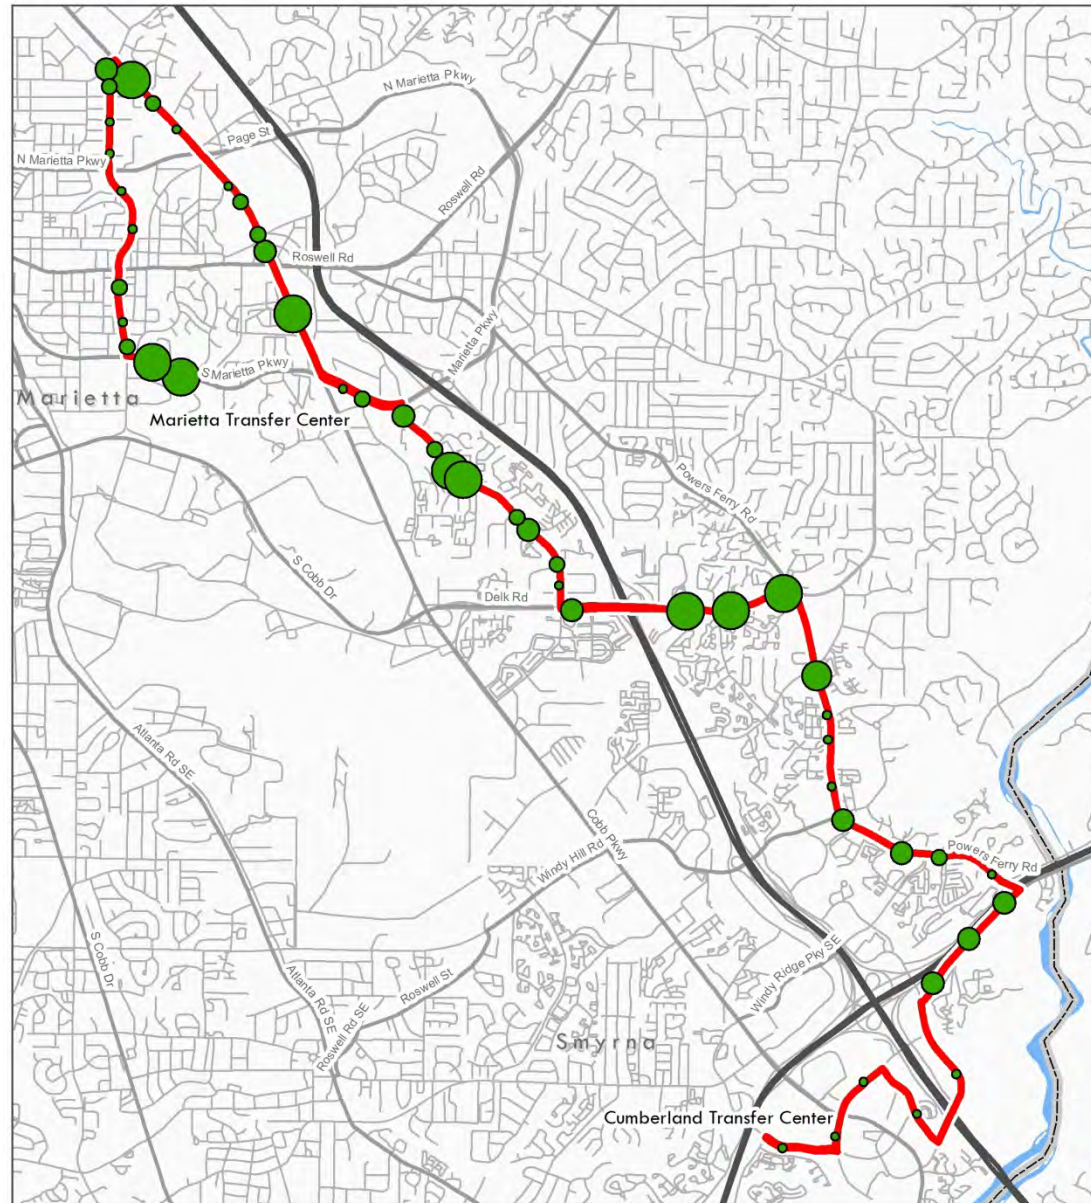 N Marietta Pkwy
Page St
N Marietta Pkwy
Roswell Rd
Roswell Rd
Marietta Pkwy
S Marietta Pkwy
Marietta
Marietta Transfer Center
Powers Ferry Rd
S Cobb Dr
Delk Rd
Atlanta Rd SE
Cobb Pkwy
Windy Hill Rd
Powers Ferry Rd
S Cobb Dr
Windy Ridge Pky SE
Roswell St
Atlanta Rd SE
Roswell Rd SE
Smyrna
Cumberland Transfer Center